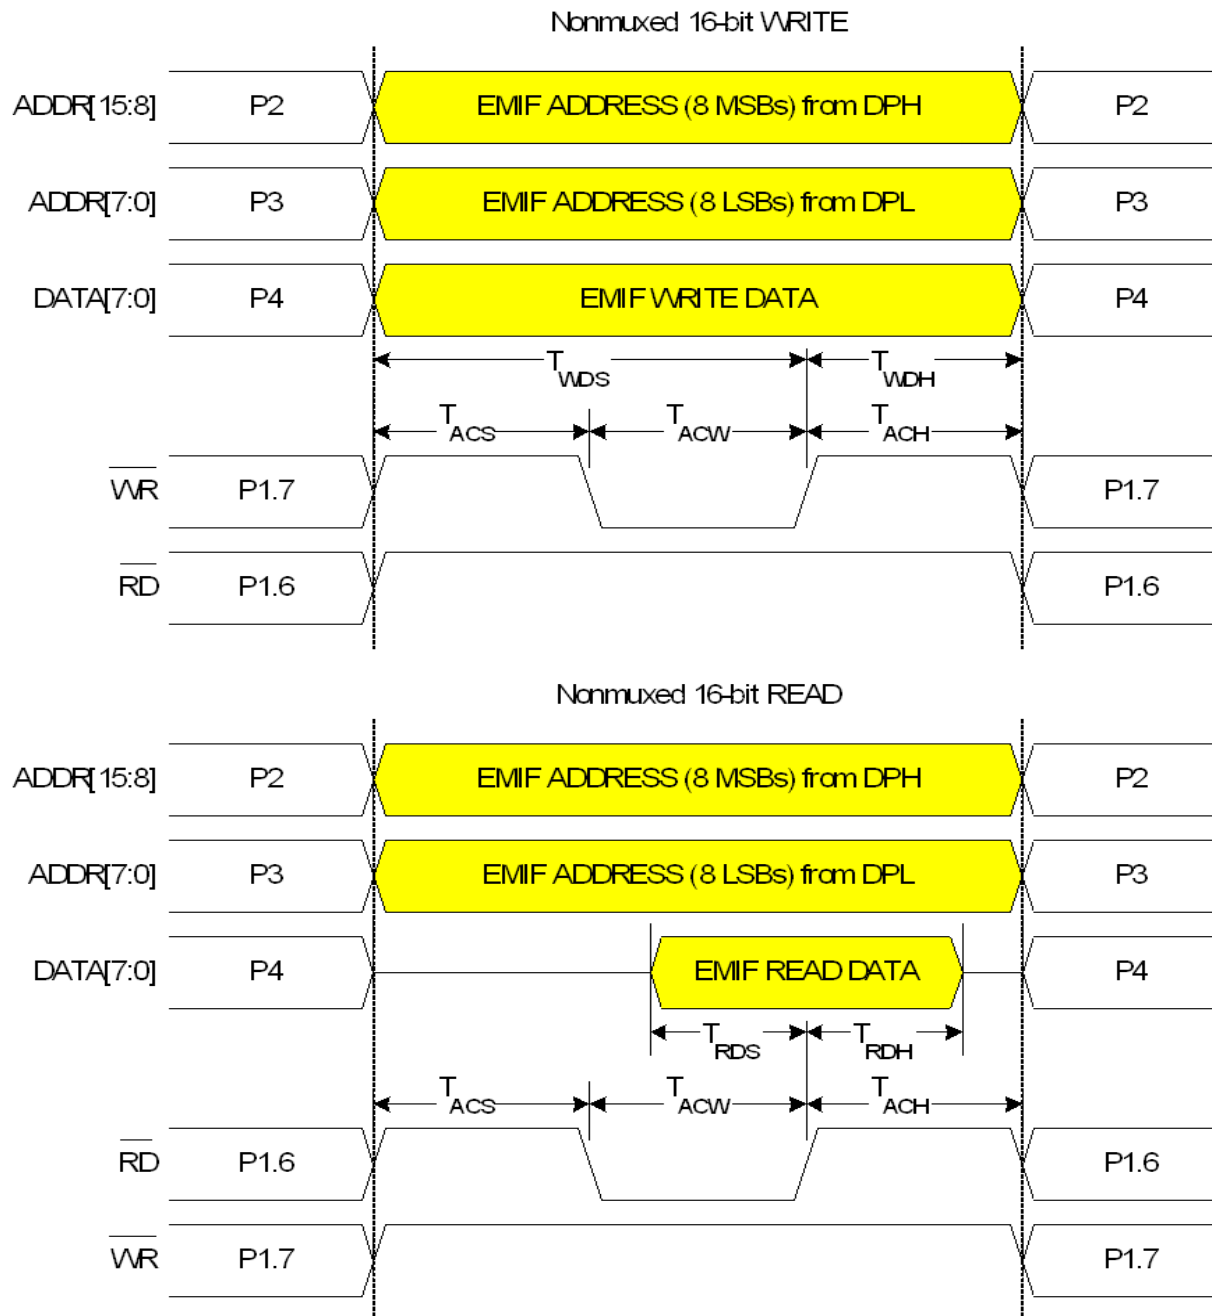 Nonmuxed 16-bit WRITE
ADDR[15:8] P2 EMIF ADDRESS (8 MSBs) from DPH P2
ADDR[7:0] P3 EMIF ADDRESS (8 LSBs) from DPL P3
DATA[7:0] P4 EMIF WRITE DATA P4
TWDS TWDH
TACS TACW TACH
WR P1.7 P1.7
RD P1.6 P1.6
Nonmuxed 16-bit READ
ADDR[15:8] P2 EMIF ADDRESS (8 MSBs) from DPH P2
ADDR[7:0] P3 EMIF ADDRESS (8 LSBs) from DPL P3
DATA[7:0] P4 EMIF READ DATA P4
TRDS TRDH
TACS TACW TACH
RD P1.6 P1.6
WR P1.7 P1.7